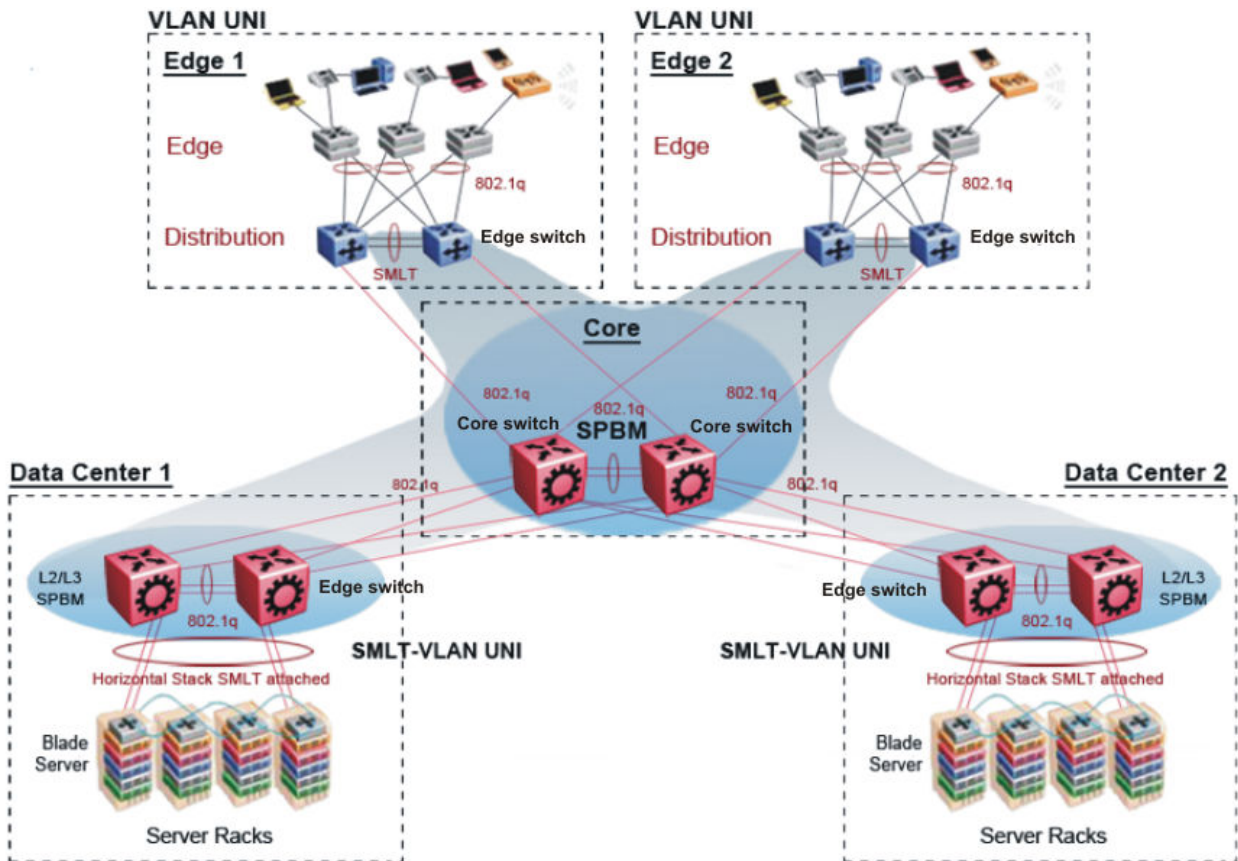 VLAN UNI
VLAN UNI
Edge 1
Edge 2
Edge
Edge
802.1q
802.1q
Distribution
Edge switch
Distribution
Edge switch
SMLT
SMLT
Core
802.1q
802.1q
802.1q
Core switch
SPBM
Core switch
Data Center 1
Data Center 2
802.1q
802.1q
L2/L3
SPBM
Edge switch
802.1q
Edge switch
L2/L3
SPBM
802.1q
SMLT-VLAN UNI
SMLT-VLAN UNI
Horizontal Stack SMLT attached
Horizontal Stack SMLT attached
Blade
Server
Blade
Server
Server Racks
Server Racks